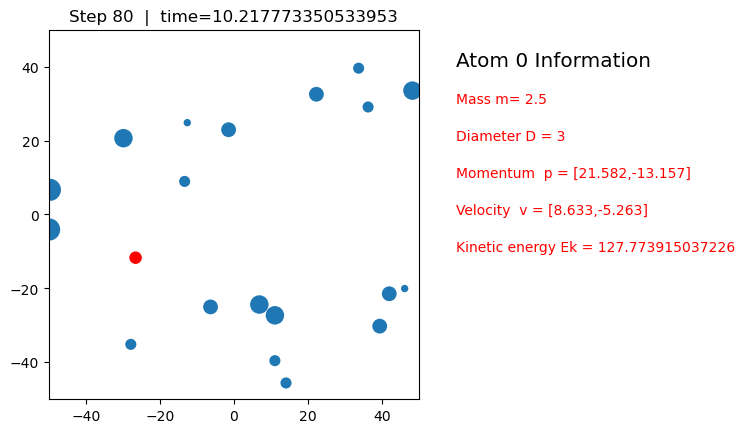 Step 80  |  time=10.217773350533953
Atom 0 Information
Mass m= 2.5
Diameter D = 3
Momentum  p = [21.582,-13.157]
Velocity  v = [8.633,-5.263]
Kinetic energy Ek = 127.773915037226
40
20
0
−20
−40
−40
−20
0
20
40